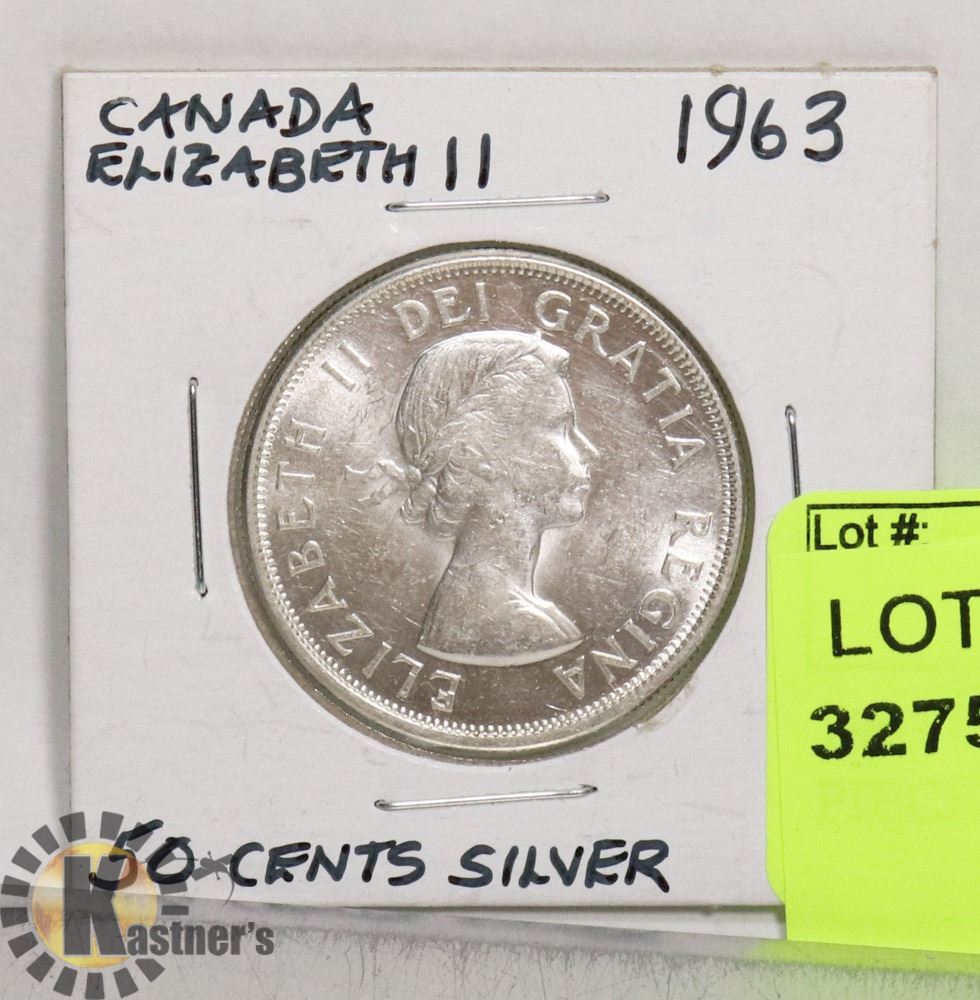 CANADA
ELIZABETH II
1963
ELIZABETH II DEI GRATIA REGINA
Lot #:
LOT
3275
50 CENTS SILVER
Kastner's